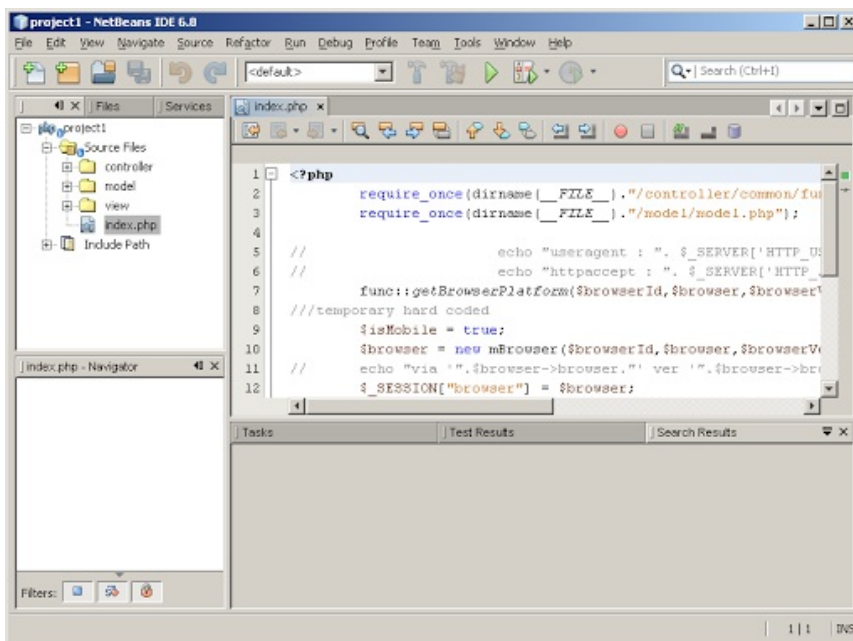 project1 - NetBeans IDE 6.8
File Edit View Navigate Source Refactor Run Debug Profile Team Tools Window Help
<default>
Search (Ctrl+I)
Files Services
index.php
project1
Source Files
controller
model
view
index.php
Include Path
1 <?php
2 require_once(dirname(__FILE__)."/controller/common/fu
3 require_once(dirname(__FILE__)."/model/model.php");
4
5 // echo "useragent : ". $_SERVER['HTTP_US
6 // echo "httpaccept : ". $_SERVER['HTTP_
7 func::getBrowserPlatform($browserId,$browser,$browserV
8 ///temporary hard coded
9 $isMobile = true;
10 $browser = new mBrowser($browserId,$browser,$browserVe
11 // echo "via '".$browser->browser."' ver '".$browser->bro
12 $_SESSION["browser"] = $browser;
index.php - Navigator
Tasks Test Results Search Results
Filters:
1|1 INS